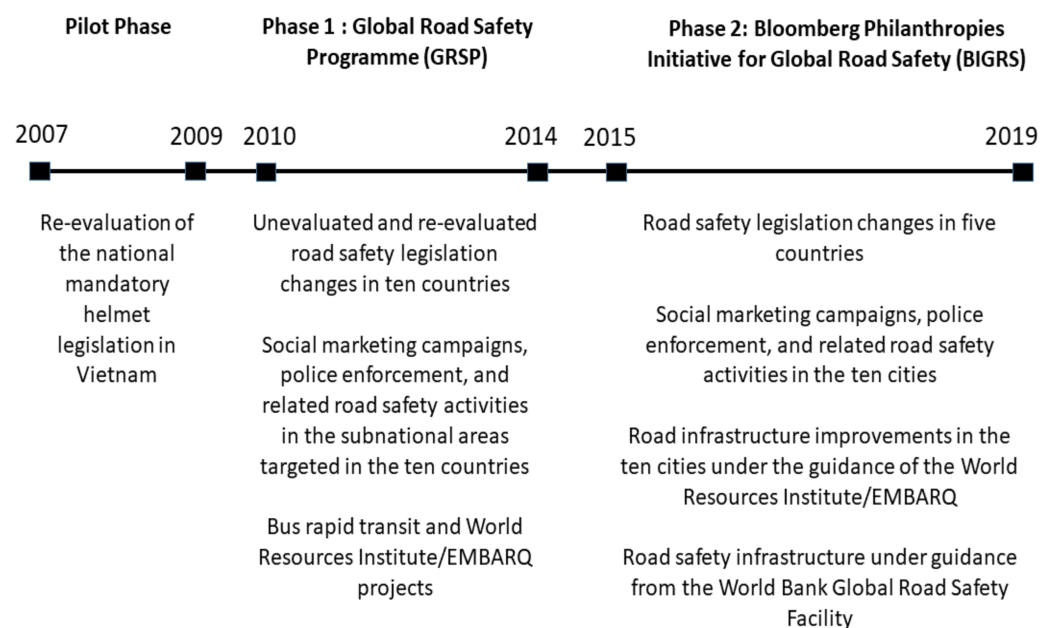 Pilot Phase
Phase 1 : Global Road Safety
Programme (GRSP)
Phase 2: Bloomberg Philanthropies
Initiative for Global Road Safety (BIGRS)
2007
2009
2010
2014
2015
2019
Re-evaluation of
the national
mandatory
helmet
legislation in
Vietnam
Unevaluated and re-evaluated
road safety legislation
changes in ten countries
Social marketing campaigns,
police enforcement, and
related road safety activities
in the subnational areas
targeted in the ten countries
Bus rapid transit and World
Resources Institute/EMBARQ
projects
Road safety legislation changes in five
countries
Social marketing campaigns, police
enforcement, and related road safety
activities in the ten cities
Road infrastructure improvements in the
ten cities under the guidance of the World
Resources Institute/EMBARQ
Road safety infrastructure under guidance
from the World Bank Global Road Safety
Facility